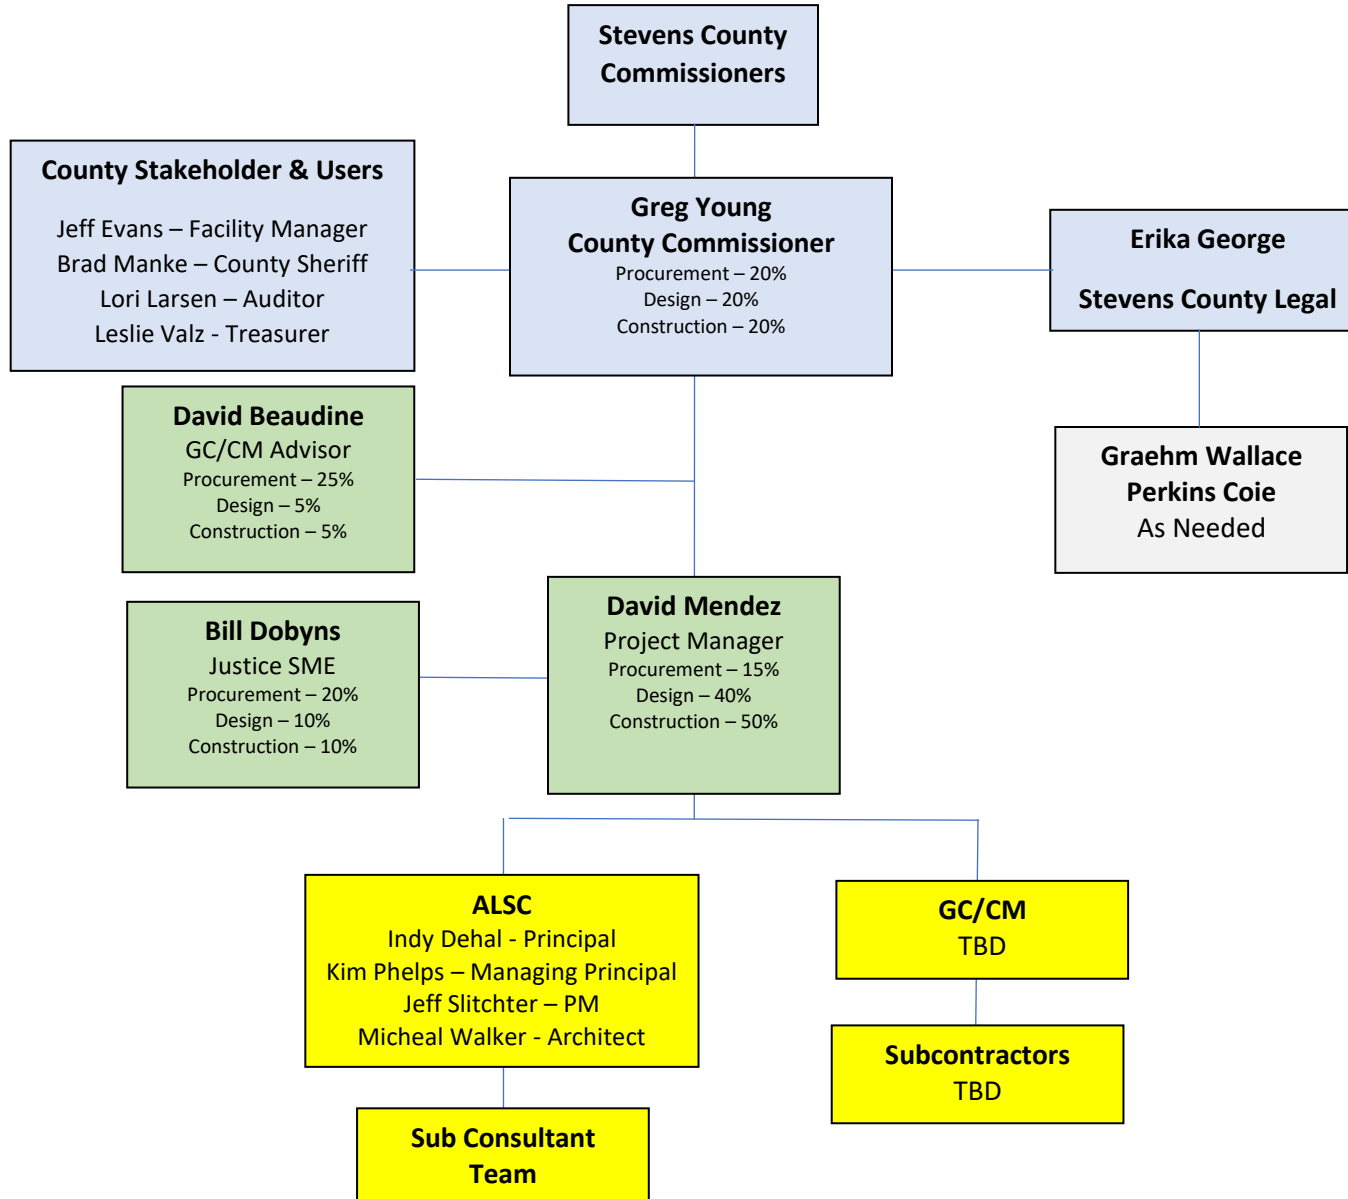 Stevens County
Commissioners
County Stakeholder & Users
Jeff Evans – Facility Manager
Brad Manke – County Sheriff
Lori Larsen – Auditor
Leslie Valz - Treasurer
Greg Young
County Commissioner
Procurement – 20%
Design – 20%
Construction – 20%
Erika George
Stevens County Legal
David Beaudine
GC/CM Advisor
Procurement – 25%
Design – 5%
Construction – 5%
Graehm Wallace
Perkins Coie
As Needed
Bill Dobyns
Justice SME
Procurement – 20%
Design – 10%
Construction – 10%
David Mendez
Project Manager
Procurement – 15%
Design – 40%
Construction – 50%
ALSC
Indy Dehal - Principal
Kim Phelps – Managing Principal
Jeff Slitchter – PM
Micheal Walker - Architect
GC/CM
TBD
Subcontractors
TBD
Sub Consultant
Team